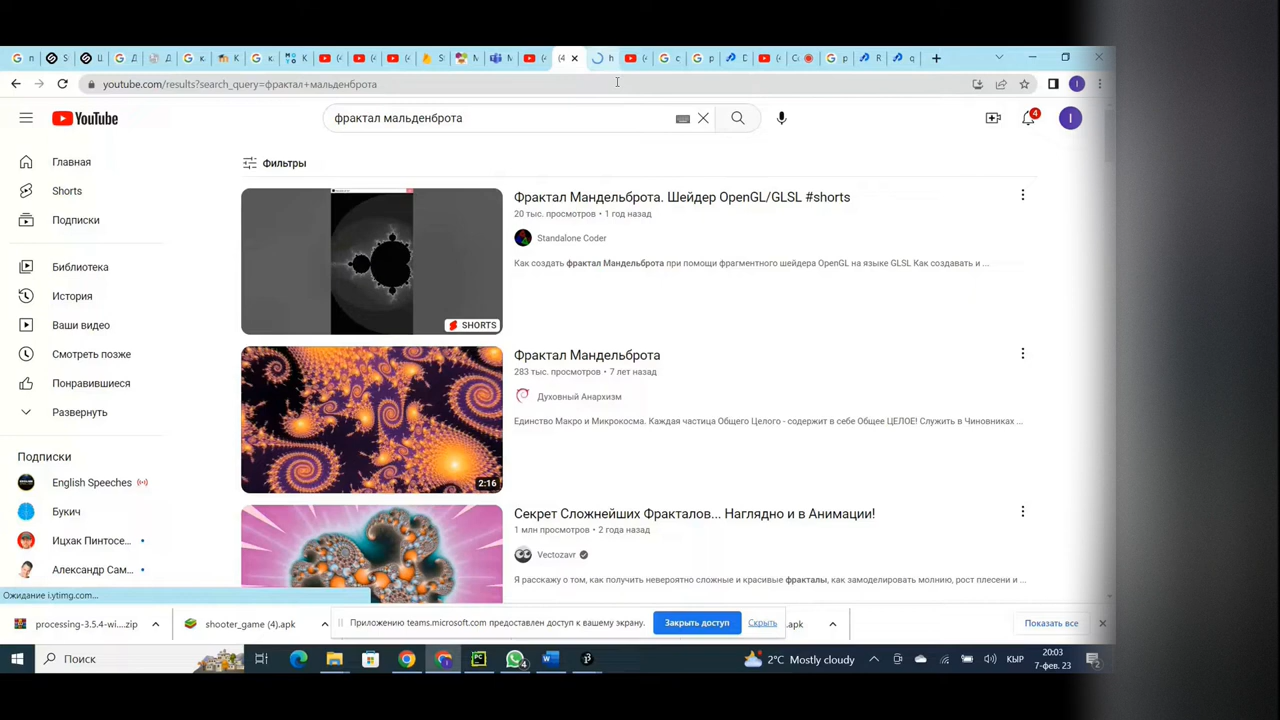 youtube.com/results?search_query=фрактал+мальденброта
YouTube
фрактал мальденброта
4
I
Главная
Shorts
Подписки
Библиотека
История
Ваши видео
Смотреть позже
Понравившиеся
Развернуть
Подписки
English Speeches
Букич
Ицхак Пинтосе...
Александр Сам...
Фильтры
Фрактал Мандельброта. Шейдер OpenGL/GLSL #shorts
20 тыс. просмотров • 1 год назад
Standalone Coder
Как создать фрактал Мандельброта при помощи фрагментного шейдера OpenGL на языке GLSL Как создавать и ...
SHORTS
Фрактал Мандельброта
283 тыс. просмотров • 7 лет назад
Духовный Анархизм
Единство Макро и Микрокосма. Каждая частица Общего Целого - содержит в себе Общее ЦЕЛОЕ! Служить в Чиновниках ...
2:16
Секрет Сложнейших Фракталов... Наглядно и в Анимации!
1 млн просмотров • 2 года назад
Vectozavr
Я расскажу о том, как получить невероятно сложные и красивые фракталы, как замоделировать молнию, рост плесени и ...
Ожидание i.ytimg.com...
processing-3.5.4-wi....zip
shooter_game (4).apk
Приложению teams.microsoft.com предоставлен доступ к вашему экрану.
Закрыть доступ
Скрыть
.apk
Показать все
Поиск
2°C Mostly cloudy
КЫР
20:03
7-фев. 23